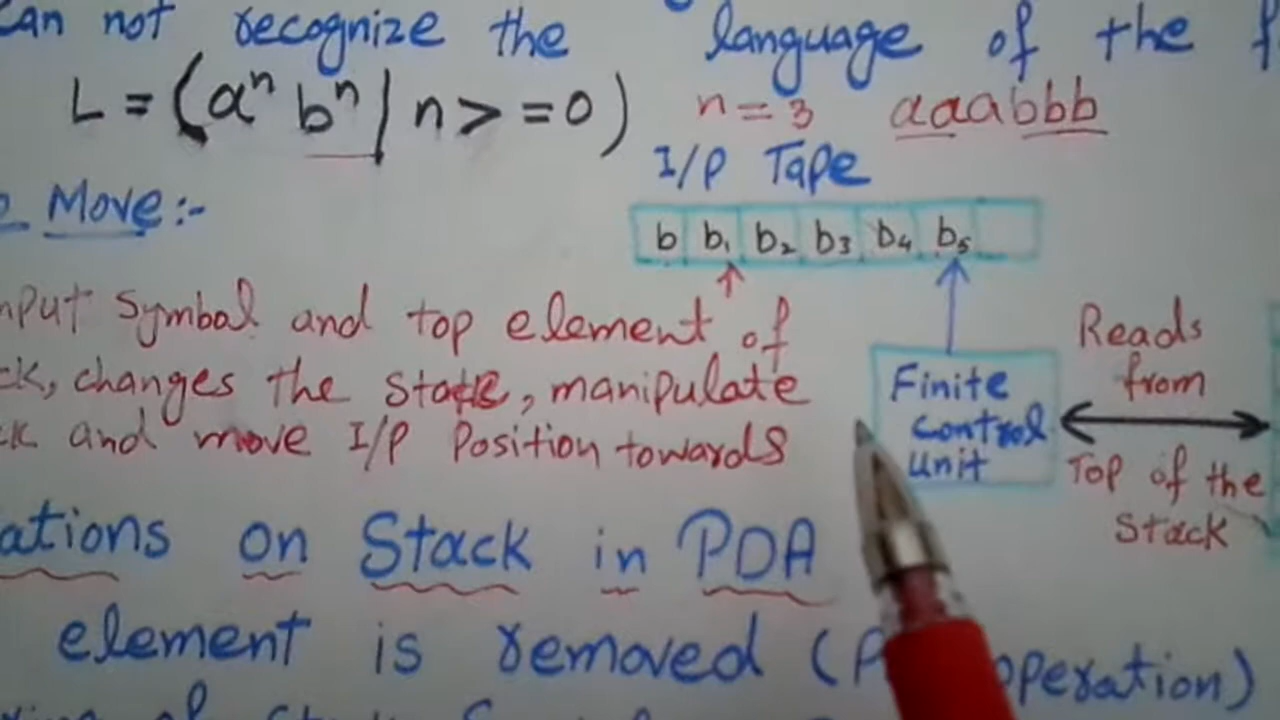 can not recognize the language of the
L = (aⁿ bⁿ | n > = 0) n = 3 aaabbb
I/P Tape
Move:-
b b₁ b₂ b₃ b₄ b₅
nput Symbol and top element of
ck, changes the State, manipulate
ck and move I/P Position towards
Finite
control
unit
Reads
from
Top of the
Stack
ations on Stack in PDA
element is removed (P operation)
of